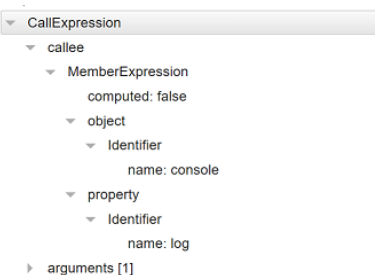 CallExpression
callee
MemberExpression
computed: false
object
Identifier
name: console
property
Identifier
name: log
arguments [1]